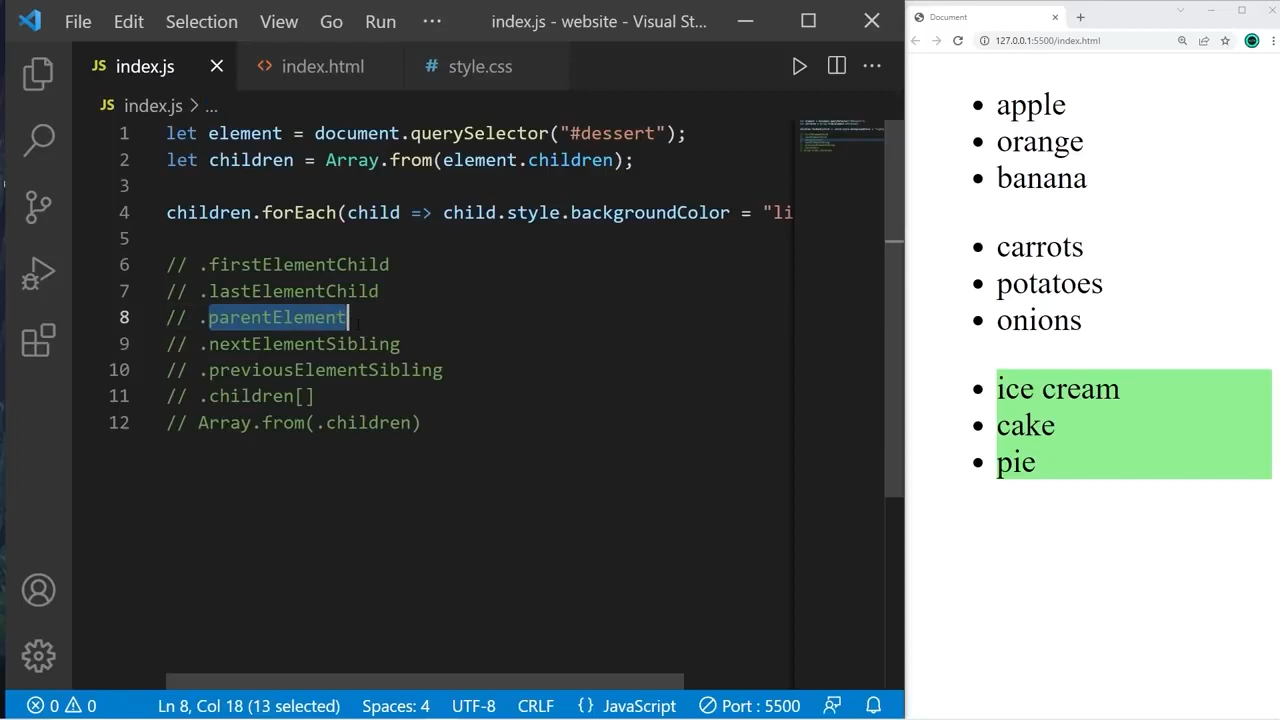 File Edit Selection View Go Run ··· index.js - website - Visual St...
JS index.js <> index.html # style.css
JS index.js > ...
1 let element = document.querySelector("#dessert");
2 let children = Array.from(element.children);
3
4 children.forEach(child => child.style.backgroundColor = "li
5
6 // .firstElementChild
7 // .lastElementChild
8 // .parentElement
9 // .nextElementSibling
10 // .previousElementSibling
11 // .children[]
12 // Array.from(.children)
0 0 Ln 8, Col 18 (13 selected) Spaces: 4 UTF-8 CRLF {} JavaScript Port : 5500
Document
127.0.0.1:5500/index.html
• apple
• orange
• banana
• carrots
• potatoes
• onions
• ice cream
• cake
• pie